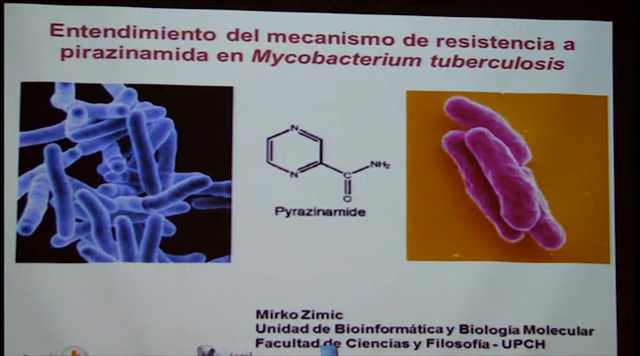 Entendimiento del mecanismo de resistencia a
pirazinamida en Mycobacterium tuberculosis
N
N
C
NH₂
O
Pyrazinamide
Mirko Zimic
Unidad de Bioinformática y Biología Molecular
Facultad de Ciencias y Filosofía - UPCH